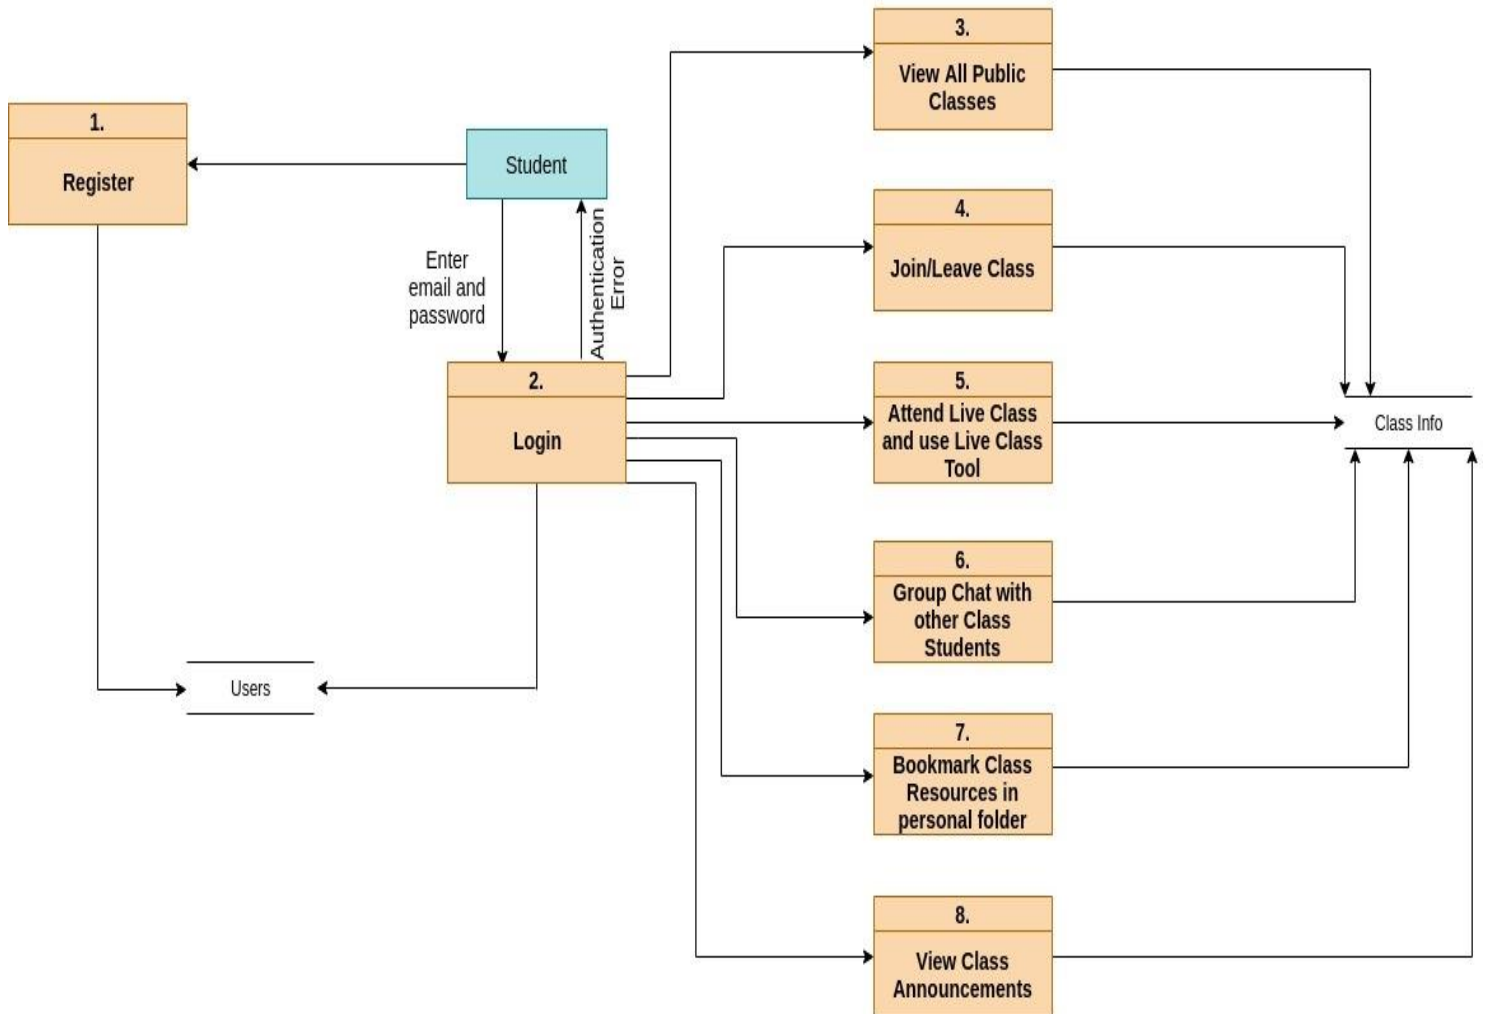 1.
Register
Student
Enter
email and
password
Authentication
Error
2.
Login
Users
3.
View All Public
Classes
4.
Join/Leave Class
5.
Attend Live Class
and use Live Class
Tool
6.
Group Chat with
other Class
Students
7.
Bookmark Class
Resources in
personal folder
8.
View Class
Announcements
Class Info